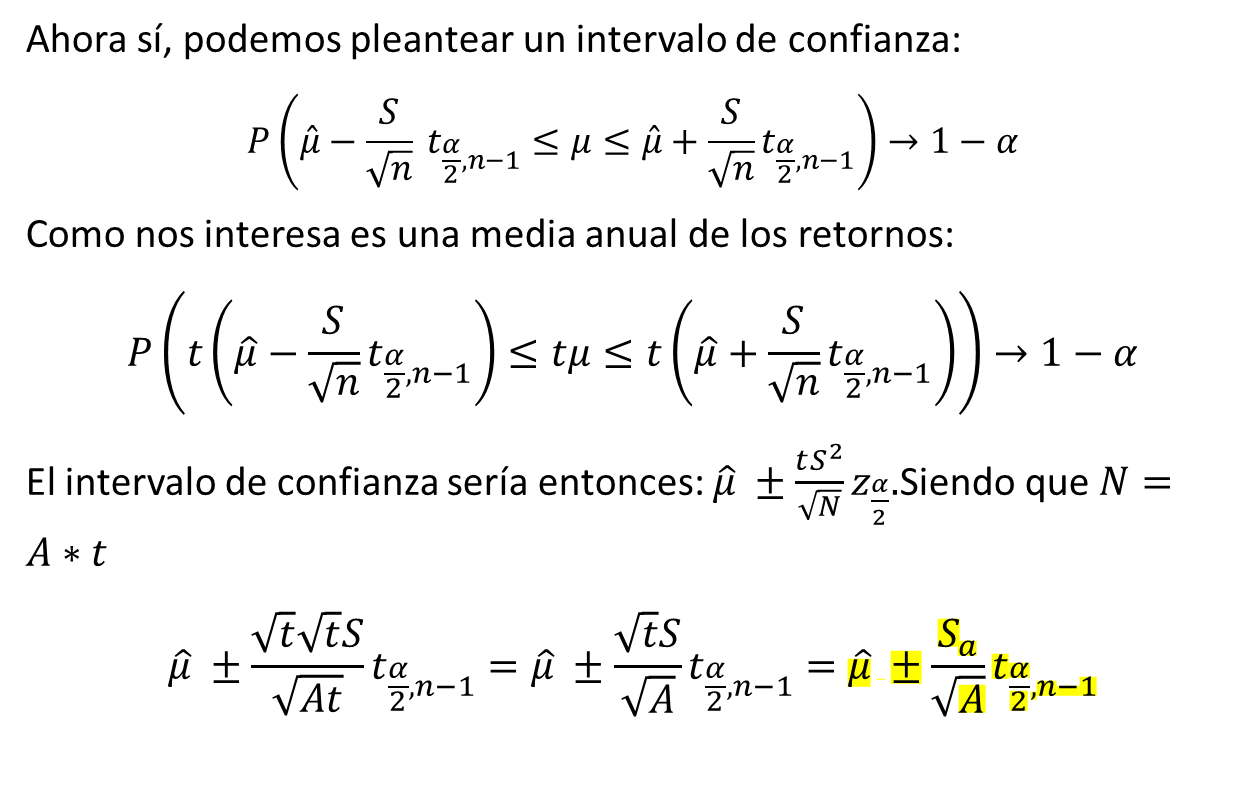 Ahora sí, podemos pleantear un intervalo de confianza:
P(μ̂ − S/√n t_{α/2,n−1} ≤ μ ≤ μ̂ + S/√n t_{α/2,n−1}) → 1 − α
Como nos interesa es una media anual de los retornos:
P(t(μ̂ − S/√n t_{α/2,n−1}) ≤ tμ ≤ t(μ̂ + S/√n t_{α/2,n−1})) → 1 − α
El intervalo de confianza sería entonces: μ̂ ± tS²/√N z_{α/2}.Siendo que N =
A ∗ t
μ̂ ± √t√tS/√At t_{α/2,n−1} = μ̂ ± √tS/√A t_{α/2,n−1} = μ̂ ± S_a/√A t_{α/2,n−1}